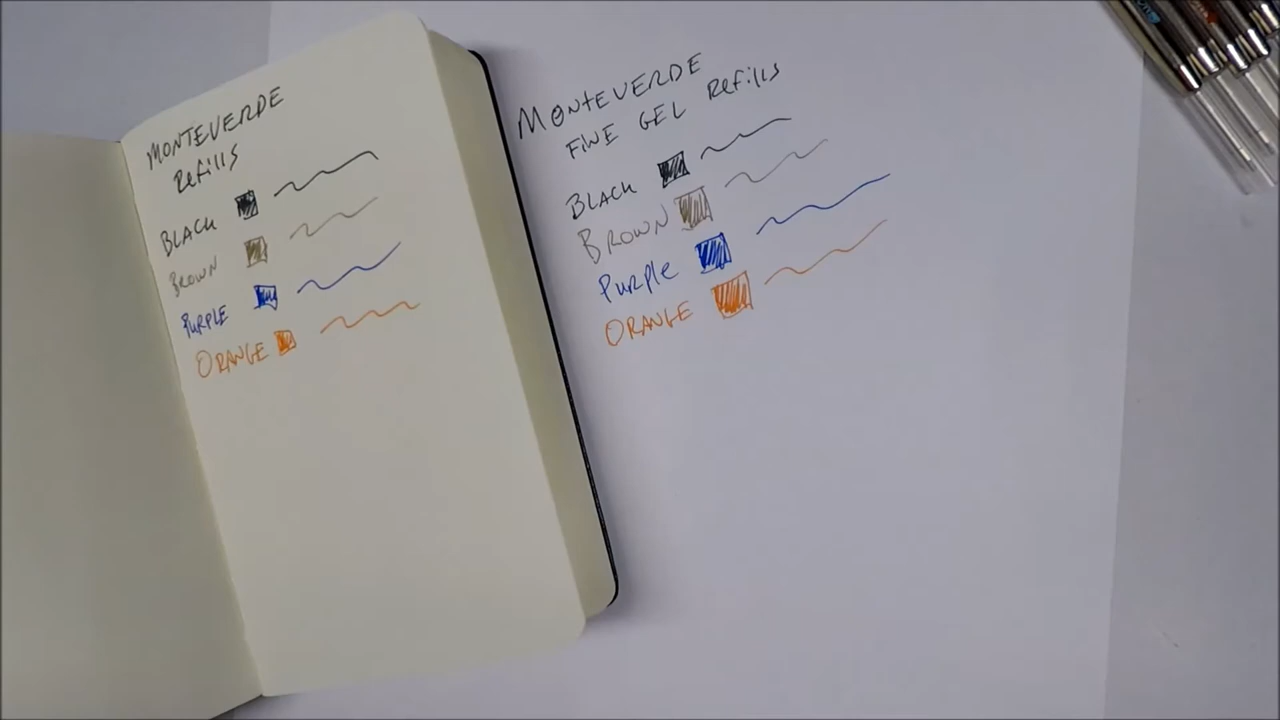 MONTEVERDE
Refills
BLACK
BROWN
PURPLE
ORANGE
MONTEVERDE
FINE GEL Refills
BLACK
BROWN
Purple
ORANGE